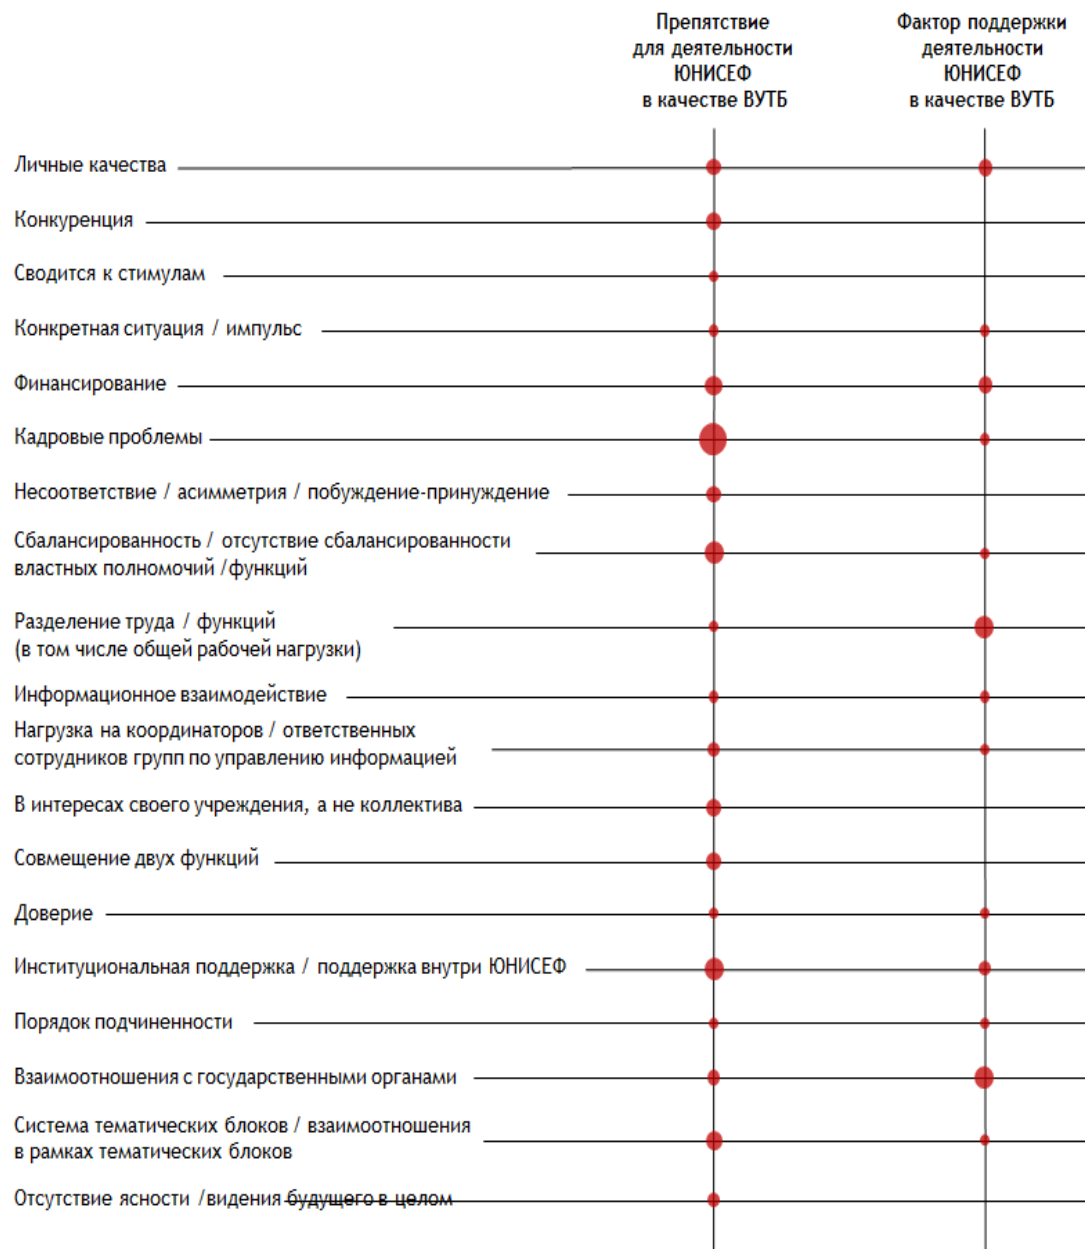 Препятствие
для деятельности
ЮНИСЕФ
в качестве ВУТБ
Фактор поддержки
деятельности
ЮНИСЕФ
в качестве ВУТБ
Личные качества
Конкуренция
Сводится к стимулам
Конкретная ситуация / импульс
Финансирование
Кадровые проблемы
Несоответствие / асимметрия / побуждение-принуждение
Сбалансированность / отсутствие сбалансированности
властных полномочий /функций
Разделение труда / функций
(в том числе общей рабочей нагрузки)
Информационное взаимодействие
Нагрузка на координаторов / ответственных
сотрудников групп по управлению информацией
В интересах своего учреждения, а не коллектива
Совмещение двух функций
Доверие
Институциональная поддержка / поддержка внутри ЮНИСЕФ
Порядок подчиненности
Взаимоотношения с государственными органами
Система тематических блоков / взаимоотношения
в рамках тематических блоков
Отсутствие ясности /видения будущего в целом